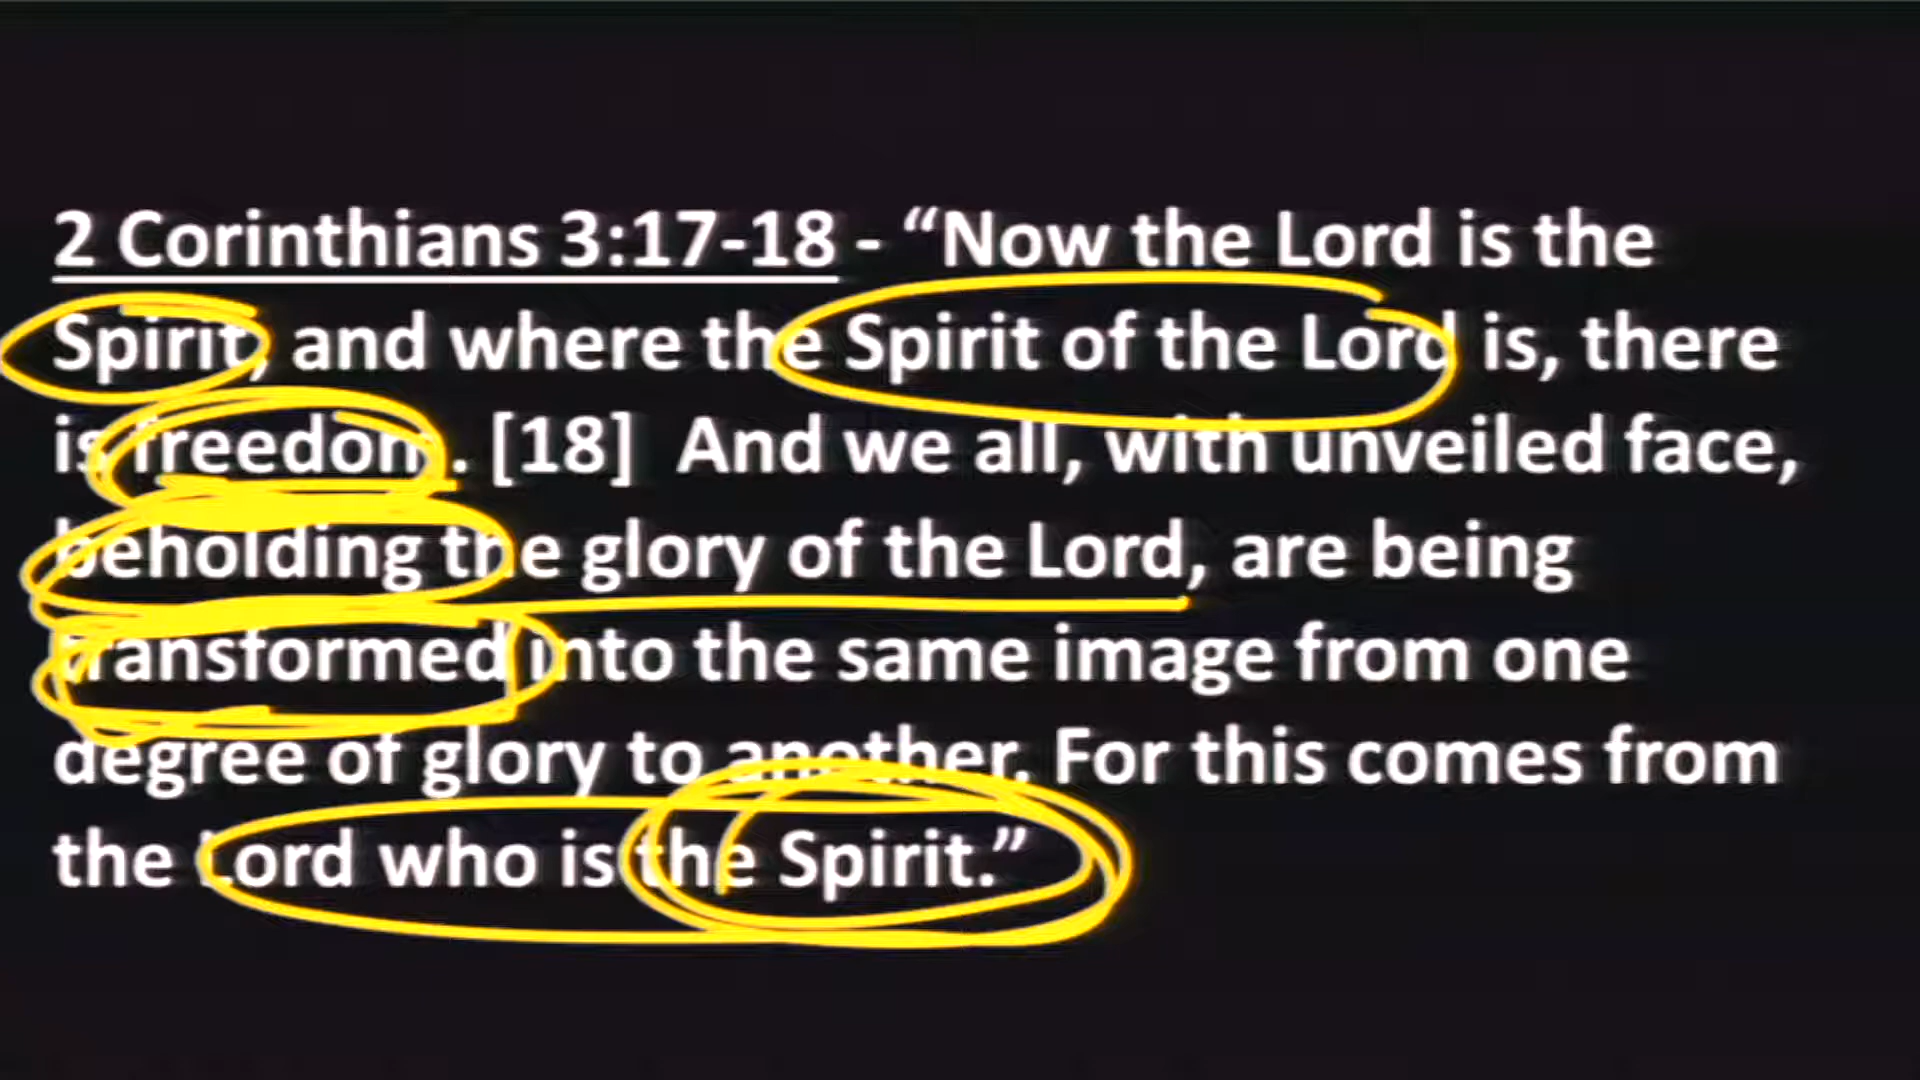 2 Corinthians 3:17-18 - “Now the Lord is the
Spirit, and where the Spirit of the Lord is, there
is freedom. [18] And we all, with unveiled face,
beholding the glory of the Lord, are being
transformed into the same image from one
degree of glory to another. For this comes from
the Lord who is the Spirit.”